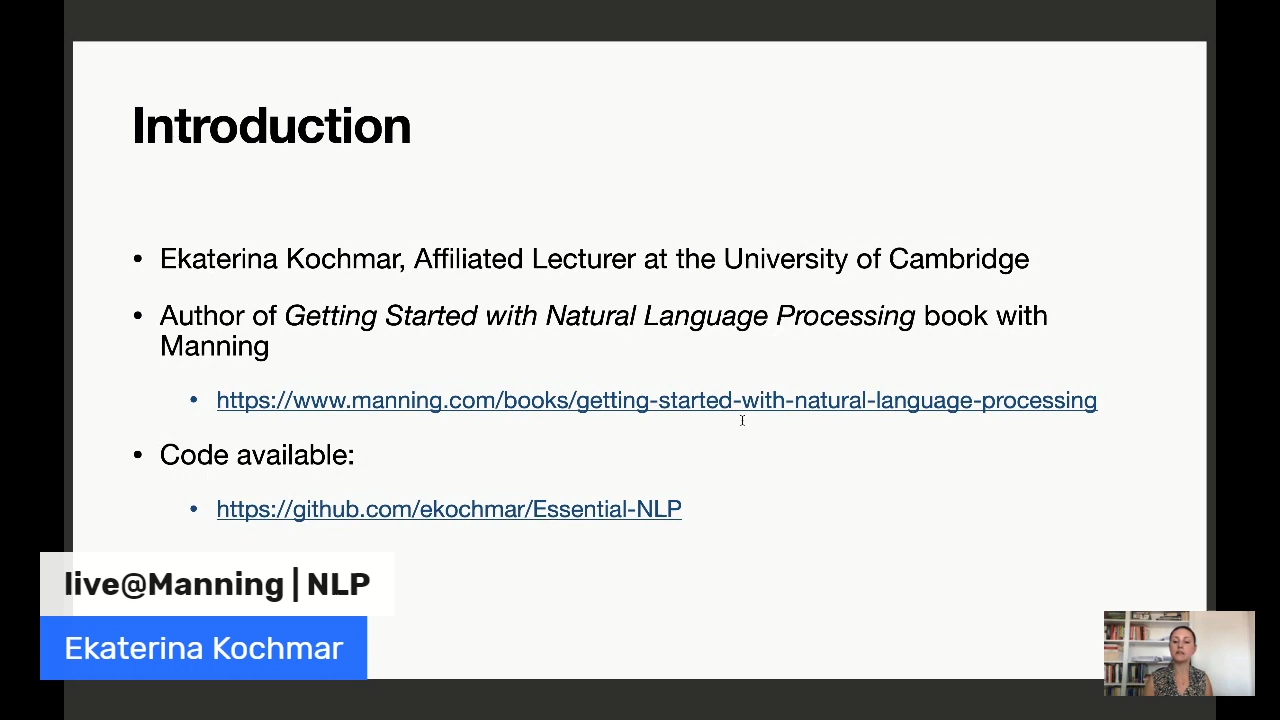 Introduction
• Ekaterina Kochmar, Affiliated Lecturer at the University of Cambridge
• Author of Getting Started with Natural Language Processing book with
Manning
• https://www.manning.com/books/getting-started-with-natural-language-processing
• Code available:
• https://github.com/ekochmar/Essential-NLP
live@Manning | NLP
Ekaterina Kochmar